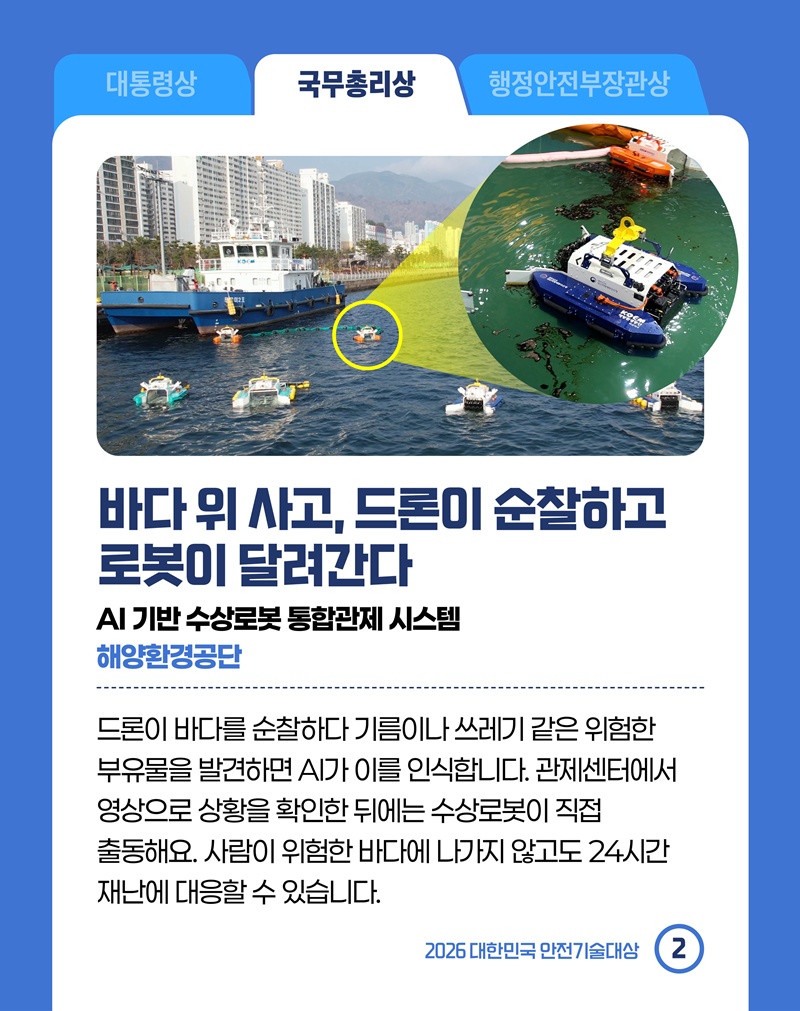 대통령상
국무총리상
행정안전부장관상
KOEM
KOEM
바다 위 사고, 드론이 순찰하고
로봇이 달려간다
AI 기반 수상로봇 통합관제 시스템
해양환경공단
드론이 바다를 순찰하다 기름이나 쓰레기 같은 위험한
부유물을 발견하면 AI가 이를 인식합니다. 관제센터에서
영상으로 상황을 확인한 뒤에는 수상로봇이 직접
출동해요. 사람이 위험한 바다에 나가지 않고도 24시간
재난에 대응할 수 있습니다.
2026 대한민국 안전기술대상
2